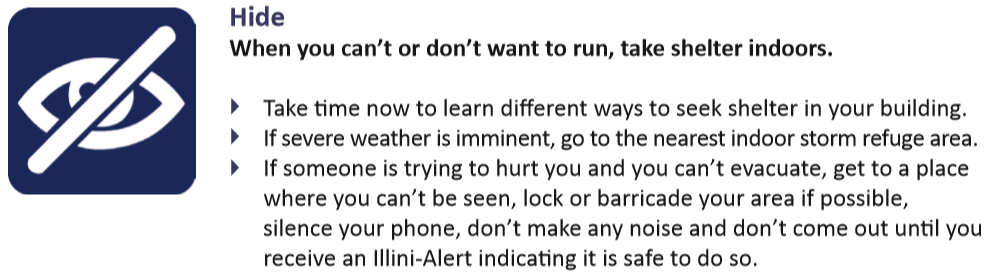 Hide
When you can't or don't want to run, take shelter indoors.
Take time now to learn different ways to seek shelter in your building.
If severe weather is imminent, go to the nearest indoor storm refuge area.
If someone is trying to hurt you and you can't evacuate, get to a place
where you can't be seen, lock or barricade your area if possible,
silence your phone, don't make any noise and don't come out until you
receive an Illini-Alert indicating it is safe to do so.